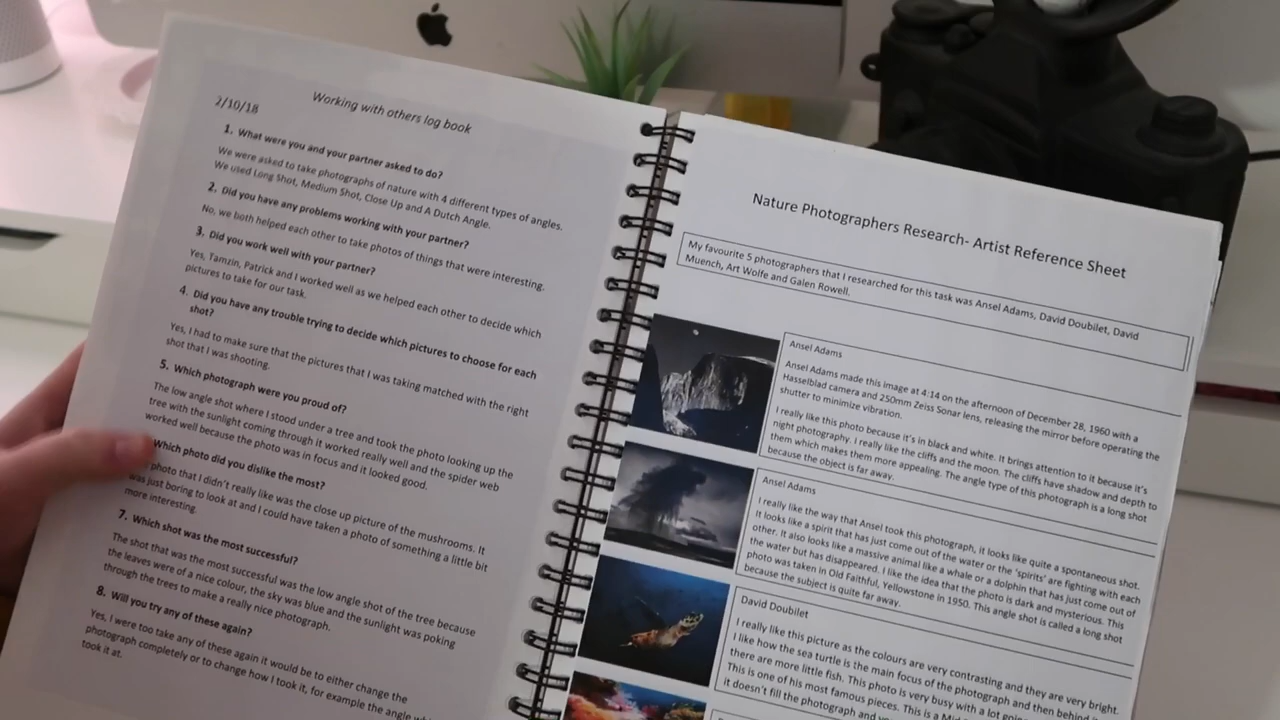 Working with others log book
2/10/18
1. What were you and your partner asked to do?
We were asked to take photographs of nature with 4 different types of angles.
We used Long Shot, Medium Shot, Close Up and A Dutch Angle.
2. Did you have any problems working with your partner?
No, we both helped each other to take photos of things that were interesting.
3. Did you work well with your partner?
Yes, Tamzin, Patrick and I worked well as we helped each other to decide which
pictures to take for our task.
4. Did you have any trouble trying to decide which pictures to choose for each
shot?
Yes, I had to make sure that the pictures that I was taking matched with the right
shot that I was shooting.
5. Which photograph were you proud of?
The low angle shot where I stood under a tree and took the photo looking up the
tree with the sunlight coming through it worked really well and the spider web
worked well because the photo was in focus and it looked good.
Which photo did you dislike the most?
photo that I didn't really like was the close up picture of the mushrooms. It
was just boring to look at and I could have taken a photo of something a little bit
more interesting.
7. Which shot was the most successful?
The shot that was the most successful was the low angle shot of the tree because
the leaves were of a nice colour, the sky was blue and the sunlight was poking
through the trees to make a really nice photograph.
8. Will you try any of these again?
Yes, I were too take any of these again it would be to either change the
photograph completely or to change how I took it, for example the angle
took it at.
Nature Photographers Research- Artist Reference Sheet
My favourite 5 photographers that I researched for this task was Ansel Adams, David Doubilet, David
Muench, Art Wolfe and Galen Rowell.
Ansel Adams
Ansel Adams made this image at 4:14 on the afternoon of December 28, 1960 with a
Hasselblad camera and 250mm Zeiss Sonar lens, releasing the mirror before operating the
shutter to minimize vibration.
I really like this photo because it's in black and white. It brings attention to it because it's
night photography. I really like the cliffs and the moon. The cliffs have shadow and depth to
them which makes them more appealing. The angle type of this photograph is a long shot
because the object is far away.
Ansel Adams
I really like the way that Ansel took this photograph, it looks like quite a spontaneous shot.
It looks like a spirit that has just come out of the water or the 'spirits' are fighting with each
other. It also looks like a massive animal like a whale or a dolphin that has just come out of
the water but has disappeared. I like the idea that the photo is dark and mysterious. This
photo was taken in Old Faithful, Yellowstone in 1950. This angle shot is called a long shot
because the subject is quite far away.
David Doubilet
I really like this picture as the colours are very contrasting and they are very bright.
I like how the sea turtle is the main focus of the photograph and then behind
there are more little fish. This photo is very busy with a lot going
This is one of his most famous pieces. This is a
it doesn't fill the photograph and